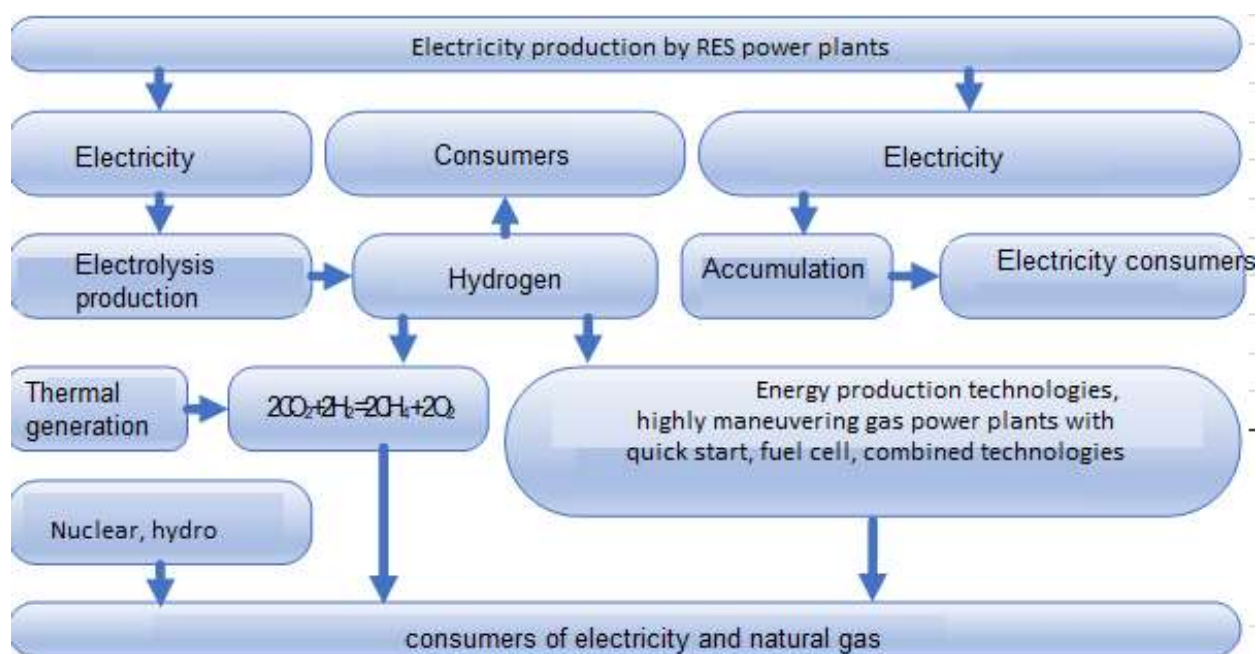 Electricity production by RES power plants
Electricity
Consumers
Electricity
Electrolysis
production
Hydrogen
Accumulation
Electricity consumers
Thermal
generation
2CO₂+2H₂=2CH₄+2O₂
Energy production technologies,
highly maneuvering gas power plants with
quick start, fuel cell, combined technologies
Nuclear, hydro
consumers of electricity and natural gas